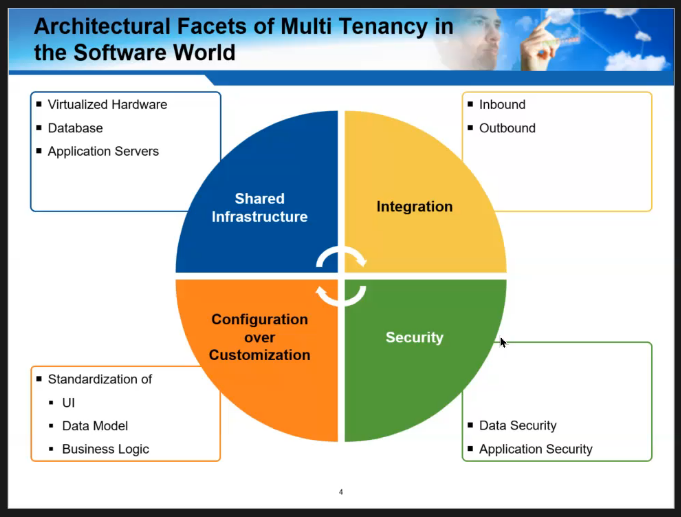 Architectural Facets of Multi Tenancy in
the Software World
▪ Virtualized Hardware
▪ Database
▪ Application Servers
▪ Inbound
▪ Outbound
Shared
Infrastructure
Integration
Configuration
over
Customization
Security
▪ Standardization of
▪ UI
▪ Data Model
▪ Business Logic
▪ Data Security
▪ Application Security
4